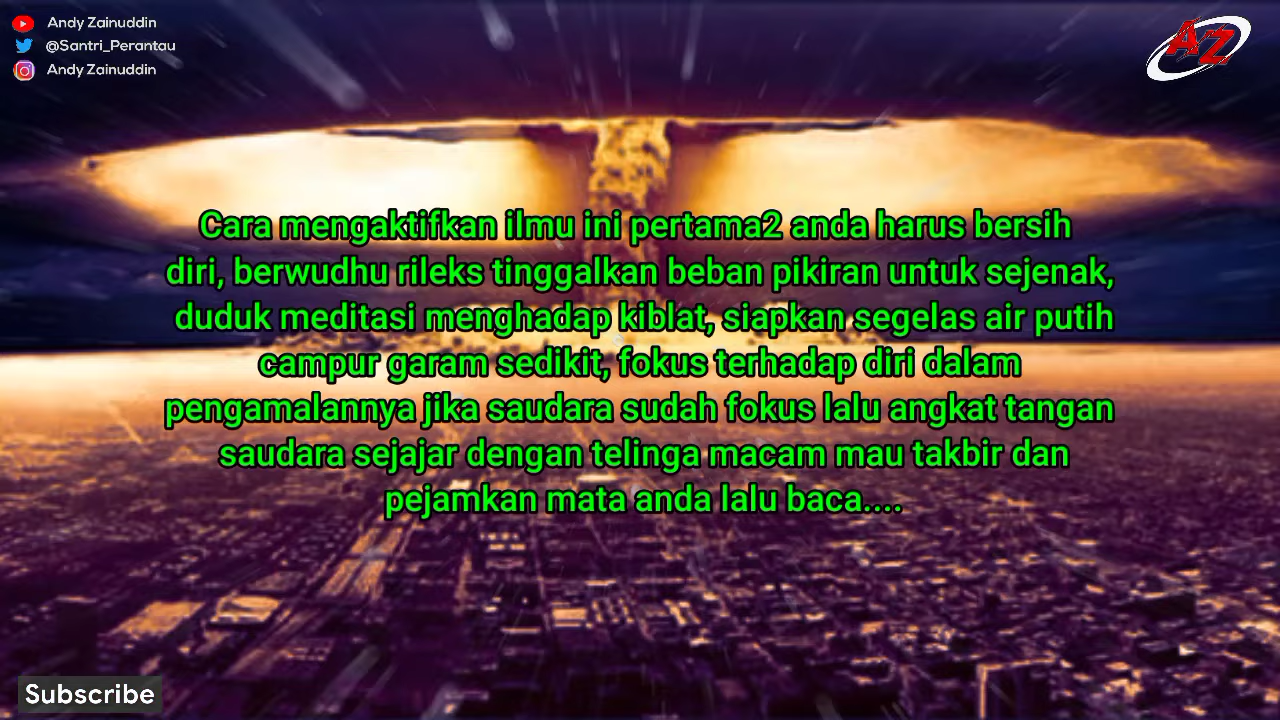 Andy Zainuddin
@Santri_Perantau
Andy Zainuddin
AZ
Cara mengaktifkan ilmu ini pertama2 anda harus bersih
diri, berwudhu rileks tinggalkan beban pikiran untuk sejenak,
duduk meditasi menghadap kiblat, siapkan segelas air putih
campur garam sedikit, fokus terhadap diri dalam
pengamalannya jika saudara sudah fokus lalu angkat tangan
saudara sejajar dengan telinga macam mau takbir dan
pejamkan mata anda lalu baca....
Subscribe